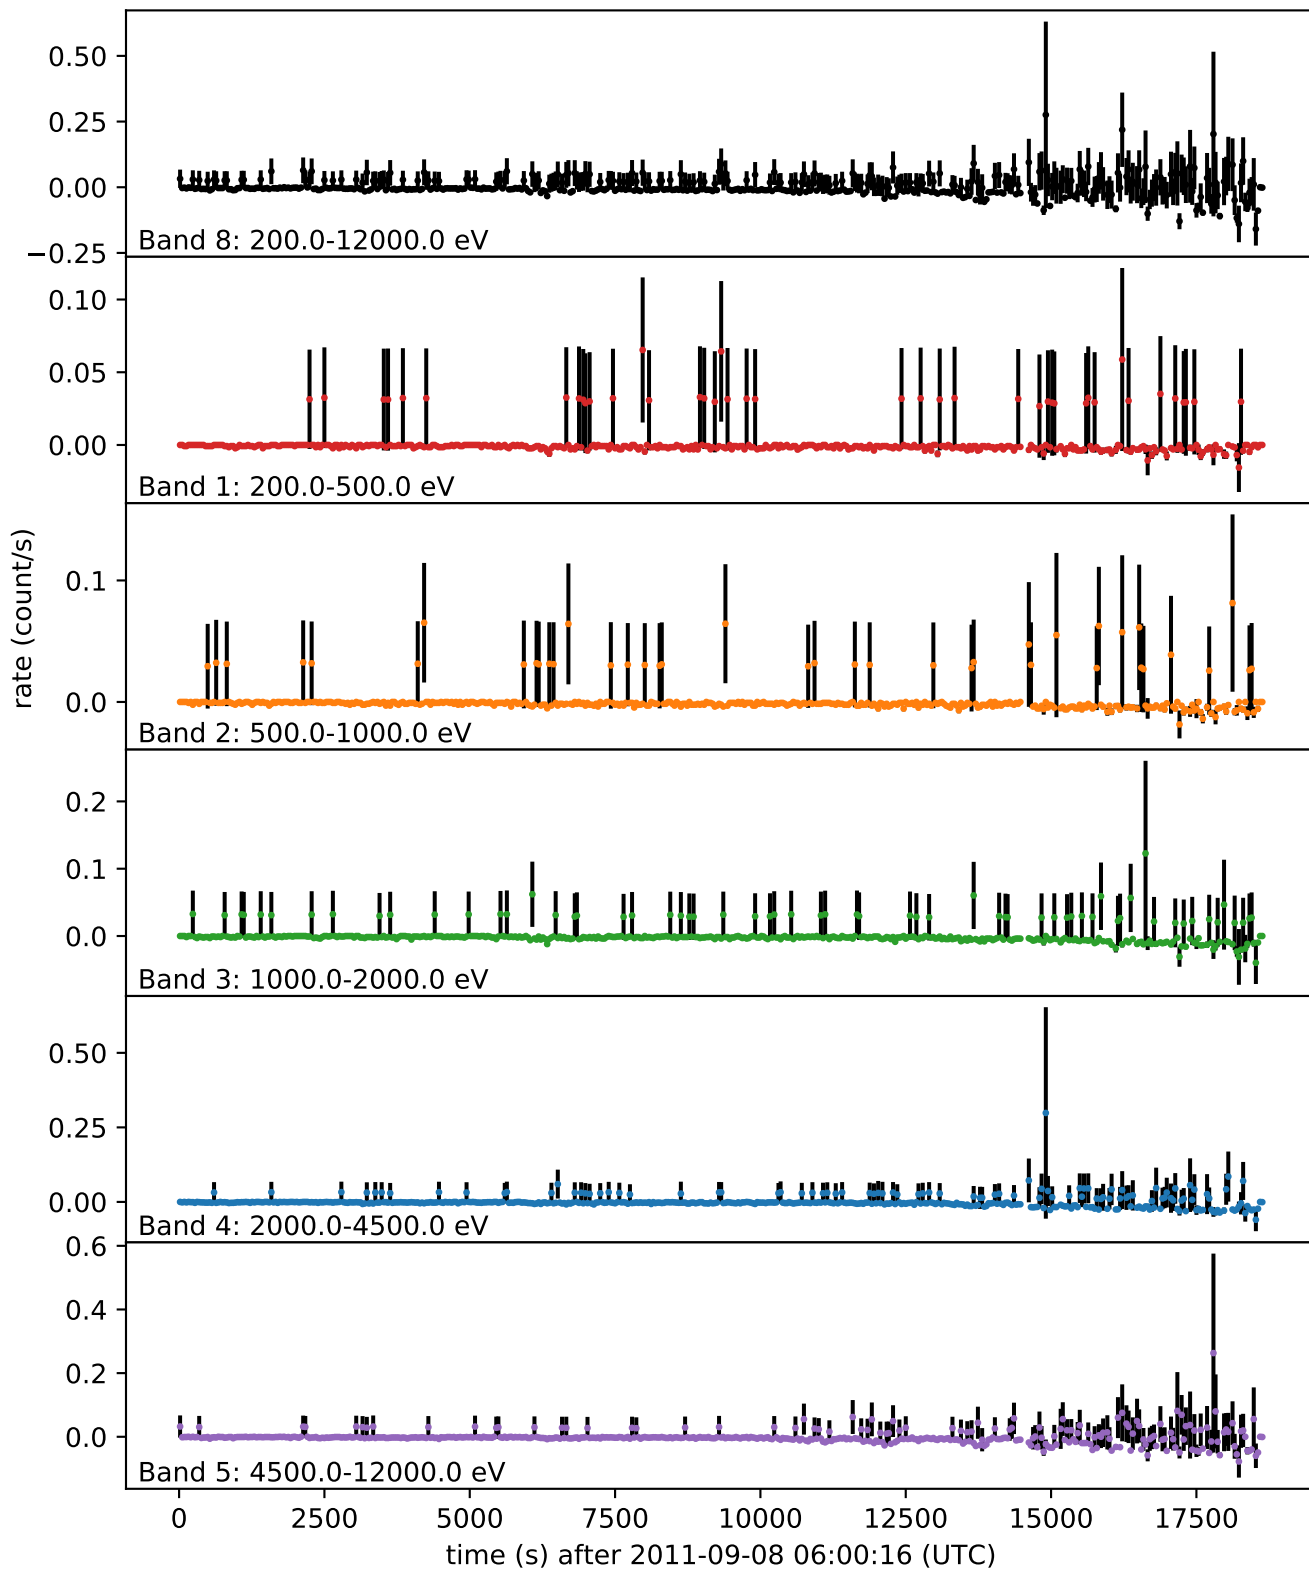 0.50
0.25
0.00
−0.25
Band 8: 200.0-12000.0 eV
0.10
0.05
0.00
Band 1: 200.0-500.0 eV
0.1
0.0
Band 2: 500.0-1000.0 eV
rate (count/s)
0.2
0.1
0.0
Band 3: 1000.0-2000.0 eV
0.50
0.25
0.00
Band 4: 2000.0-4500.0 eV
0.6
0.4
0.2
0.0
Band 5: 4500.0-12000.0 eV
0 2500 5000 7500 10000 12500 15000 17500
time (s) after 2011-09-08 06:00:16 (UTC)